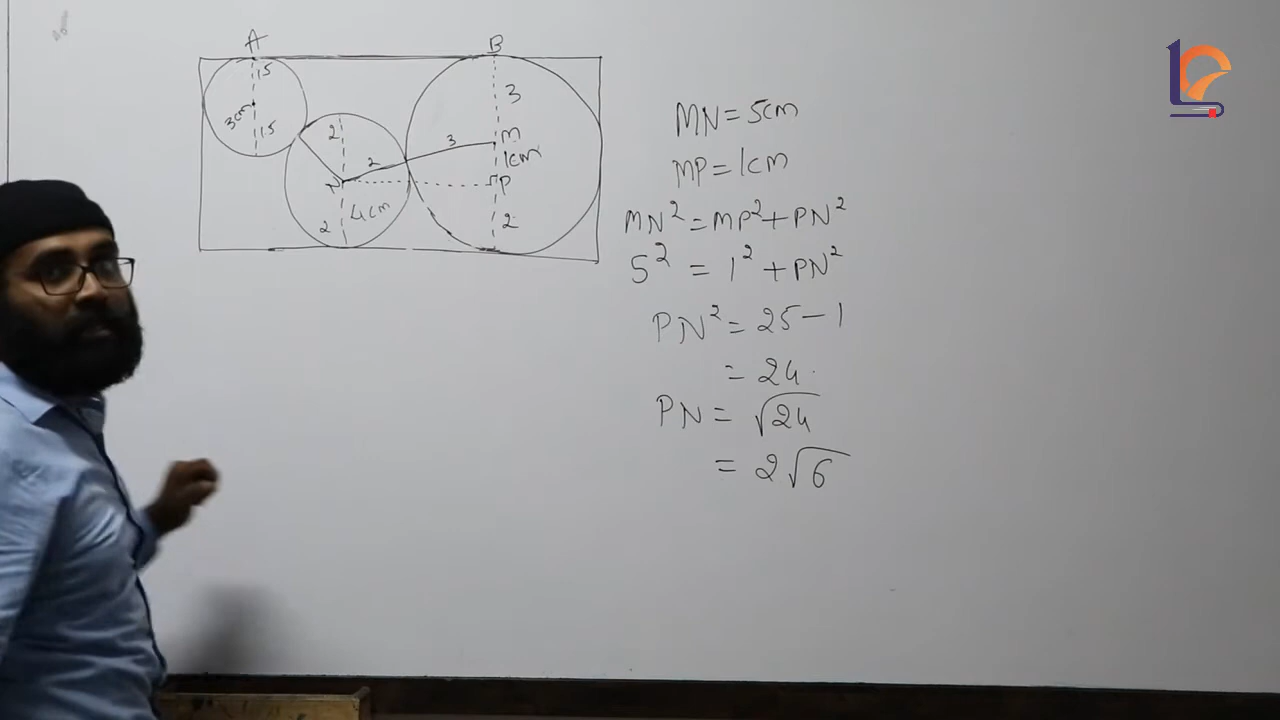 A
B
1.5
3cm
1.5
3
2
3
M
1cm
2
N
P
4cm
2
2
MN = 5cm
MP = 1cm
MN² = MP² + PN²
5² = 1² + PN²
PN² = 25 - 1
= 24
PN = √24
= 2√6